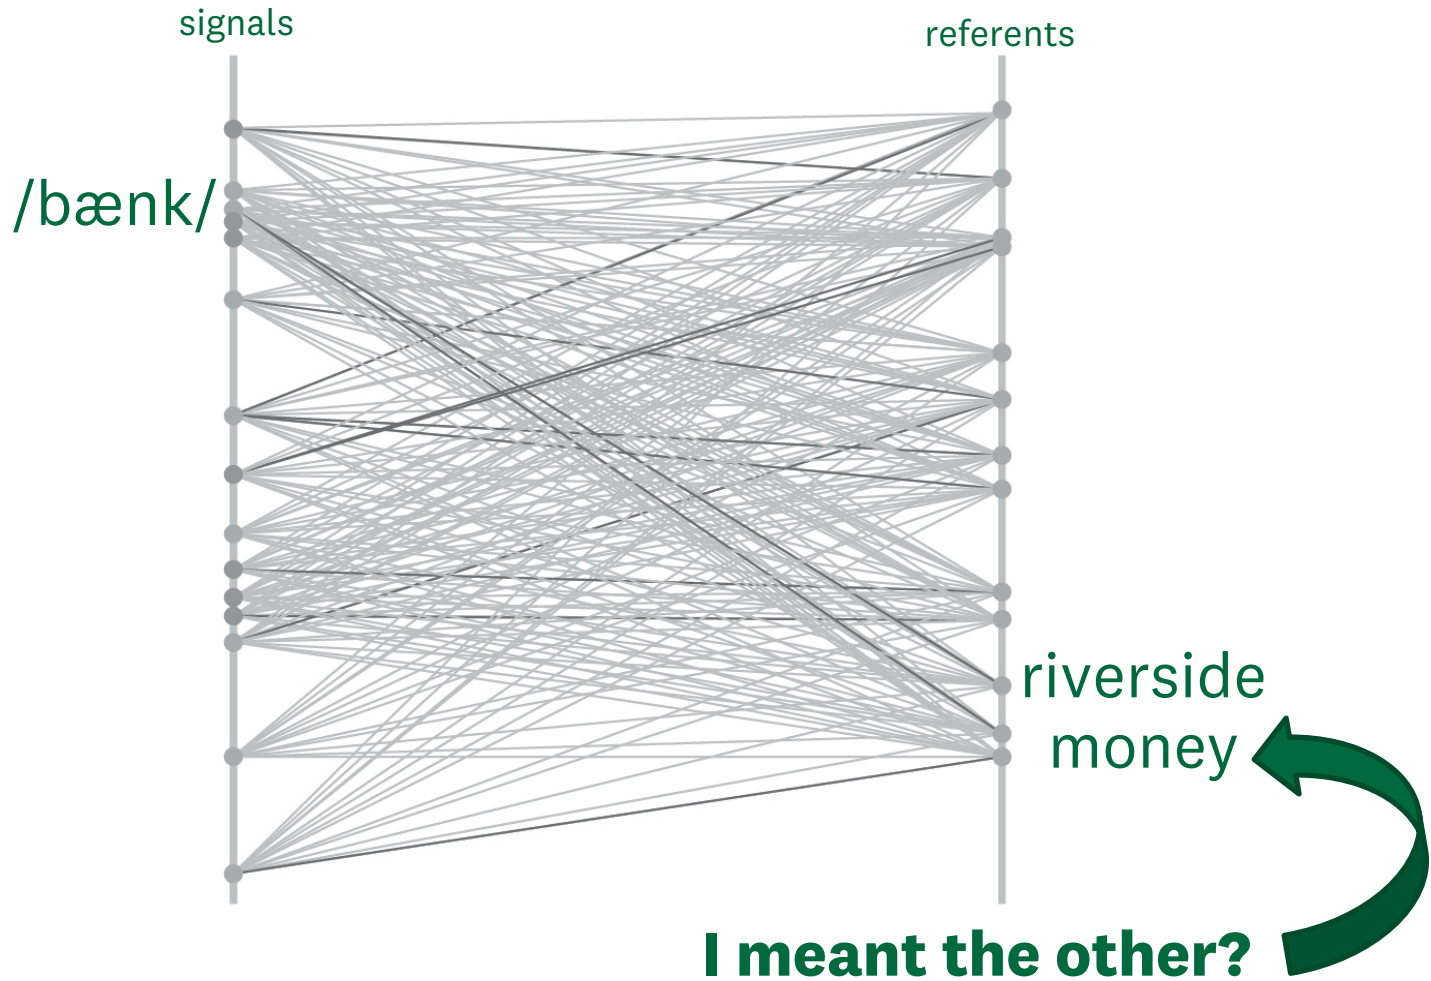 signals
referents
/bænk/
riverside
money
I meant the other?